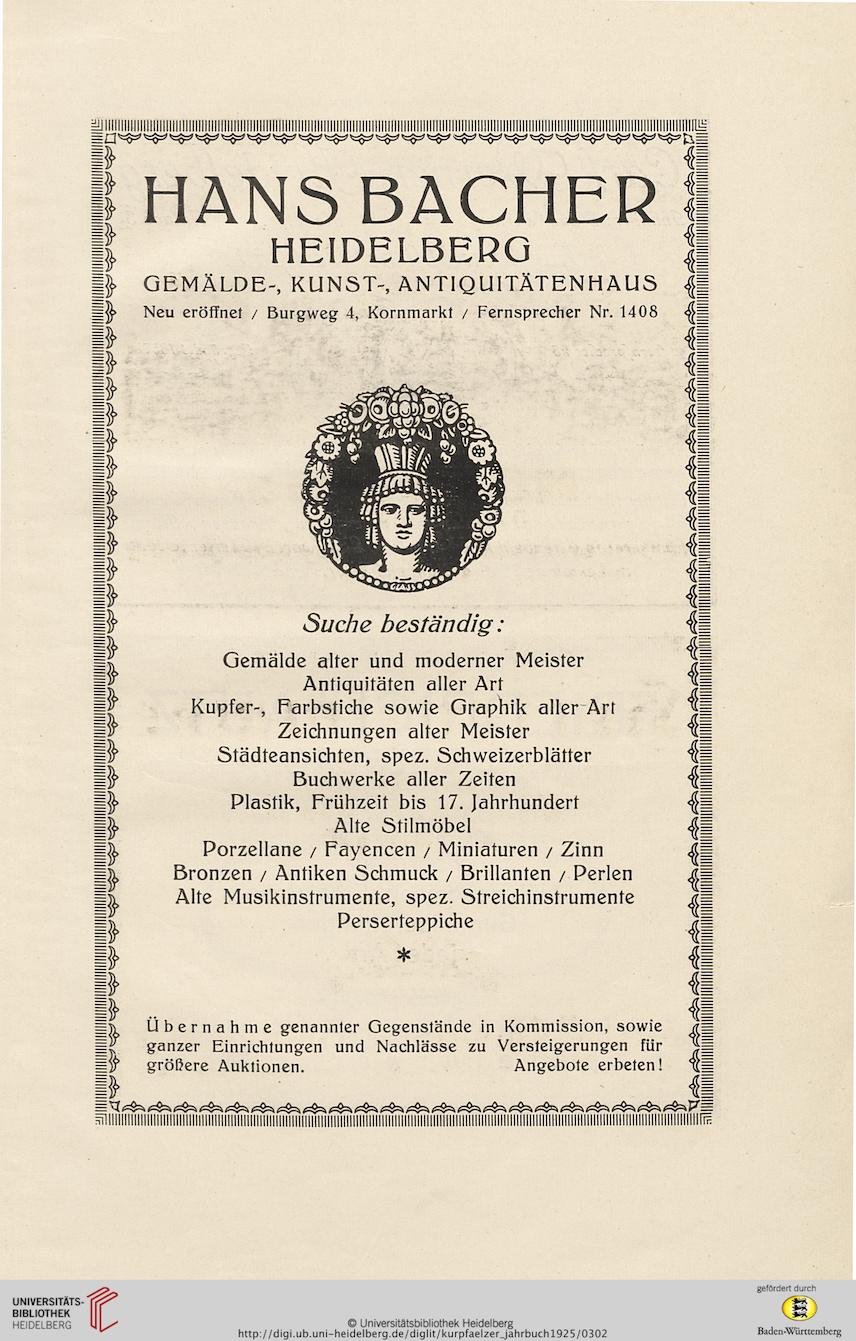 HANS BACHER
HEIDELBERG
GEMÄLDE-, KUNST-, ANTIQUITÄTENHAUS
Neu eröffnet / Burgweg 4, Kornmarkt / Fernsprecher Nr. 1408
Suche beständig:
Gemälde alter und moderner Meister
Antiquitäten aller Art
Kupfer-, Farbstiche sowie Graphik aller Art
Zeichnungen alter Meister
Städteansichten, spez. Schweizerblätter
Buchwerke aller Zeiten
Plastik, Frühzeit bis 17. Jahrhundert
Alte Stilmöbel
Porzellane / Fayencen / Miniaturen / Zinn
Bronzen / Antiken Schmuck / Brillanten / Perlen
Alte Musikinstrumente, spez. Streichinstrumente
Perserteppiche
*
Übernahme genannter Gegenstände in Kommission, sowie
ganzer Einrichtungen und Nachlässe zu Versteigerungen für
größere Auktionen. Angebote erbeten!
UNIVERSITÄTS-
BIBLIOTHEK
HEIDELBERG
© Universitätsbibliothek Heidelberg
http://digi.ub.uni-heidelberg.de/diglit/kurpfaelzer_jahrbuch1925/0302
gefördert durch
Baden-Württemberg